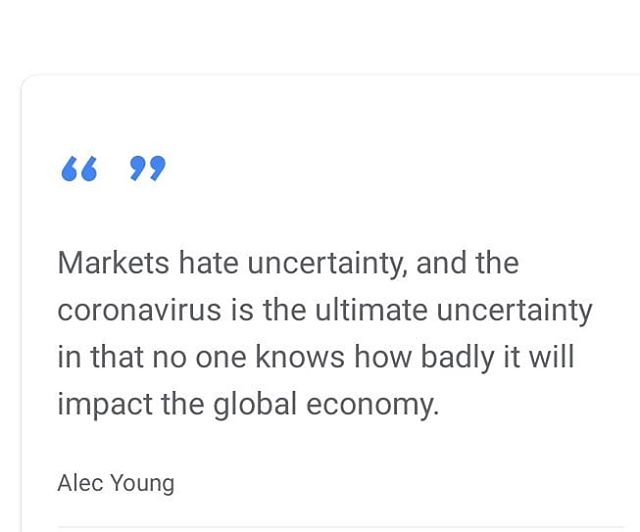 “ ”
Markets hate uncertainty, and the
coronavirus is the ultimate uncertainty
in that no one knows how badly it will
impact the global economy.
Alec Young